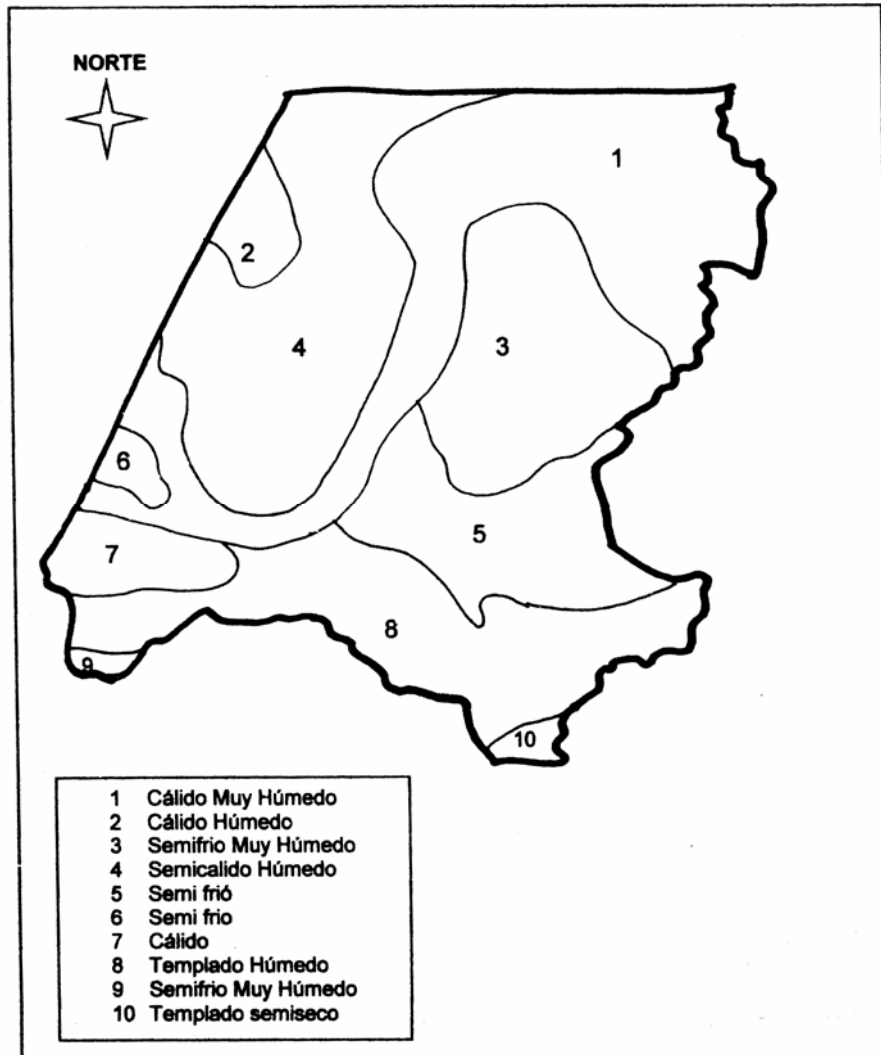 NORTE
1
2
3
4
6
5
7
8
9
10
1 Cálido Muy Húmedo
2 Cálido Húmedo
3 Semifrio Muy Húmedo
4 Semicalido Húmedo
5 Semi frió
6 Semi frio
7 Cálido
8 Templado Húmedo
9 Semifrio Muy Húmedo
10 Templado semiseco